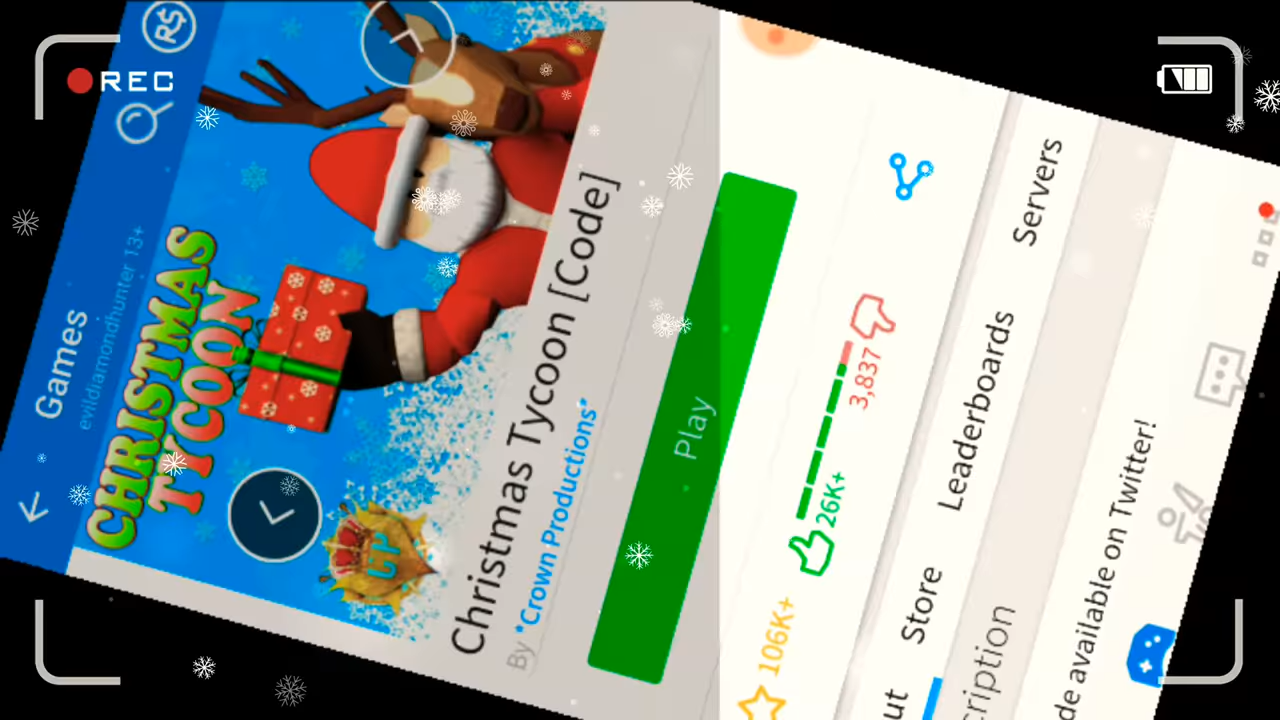 REC
R$
Games
evildiamondhunter 13+
CHRISTMAS
TYCOON
CP
Christmas Tycoon [Code]
By *Crown Productions*
Play
106K+
26K+
3,837
Store
Leaderboards
Servers
available on Twitter!